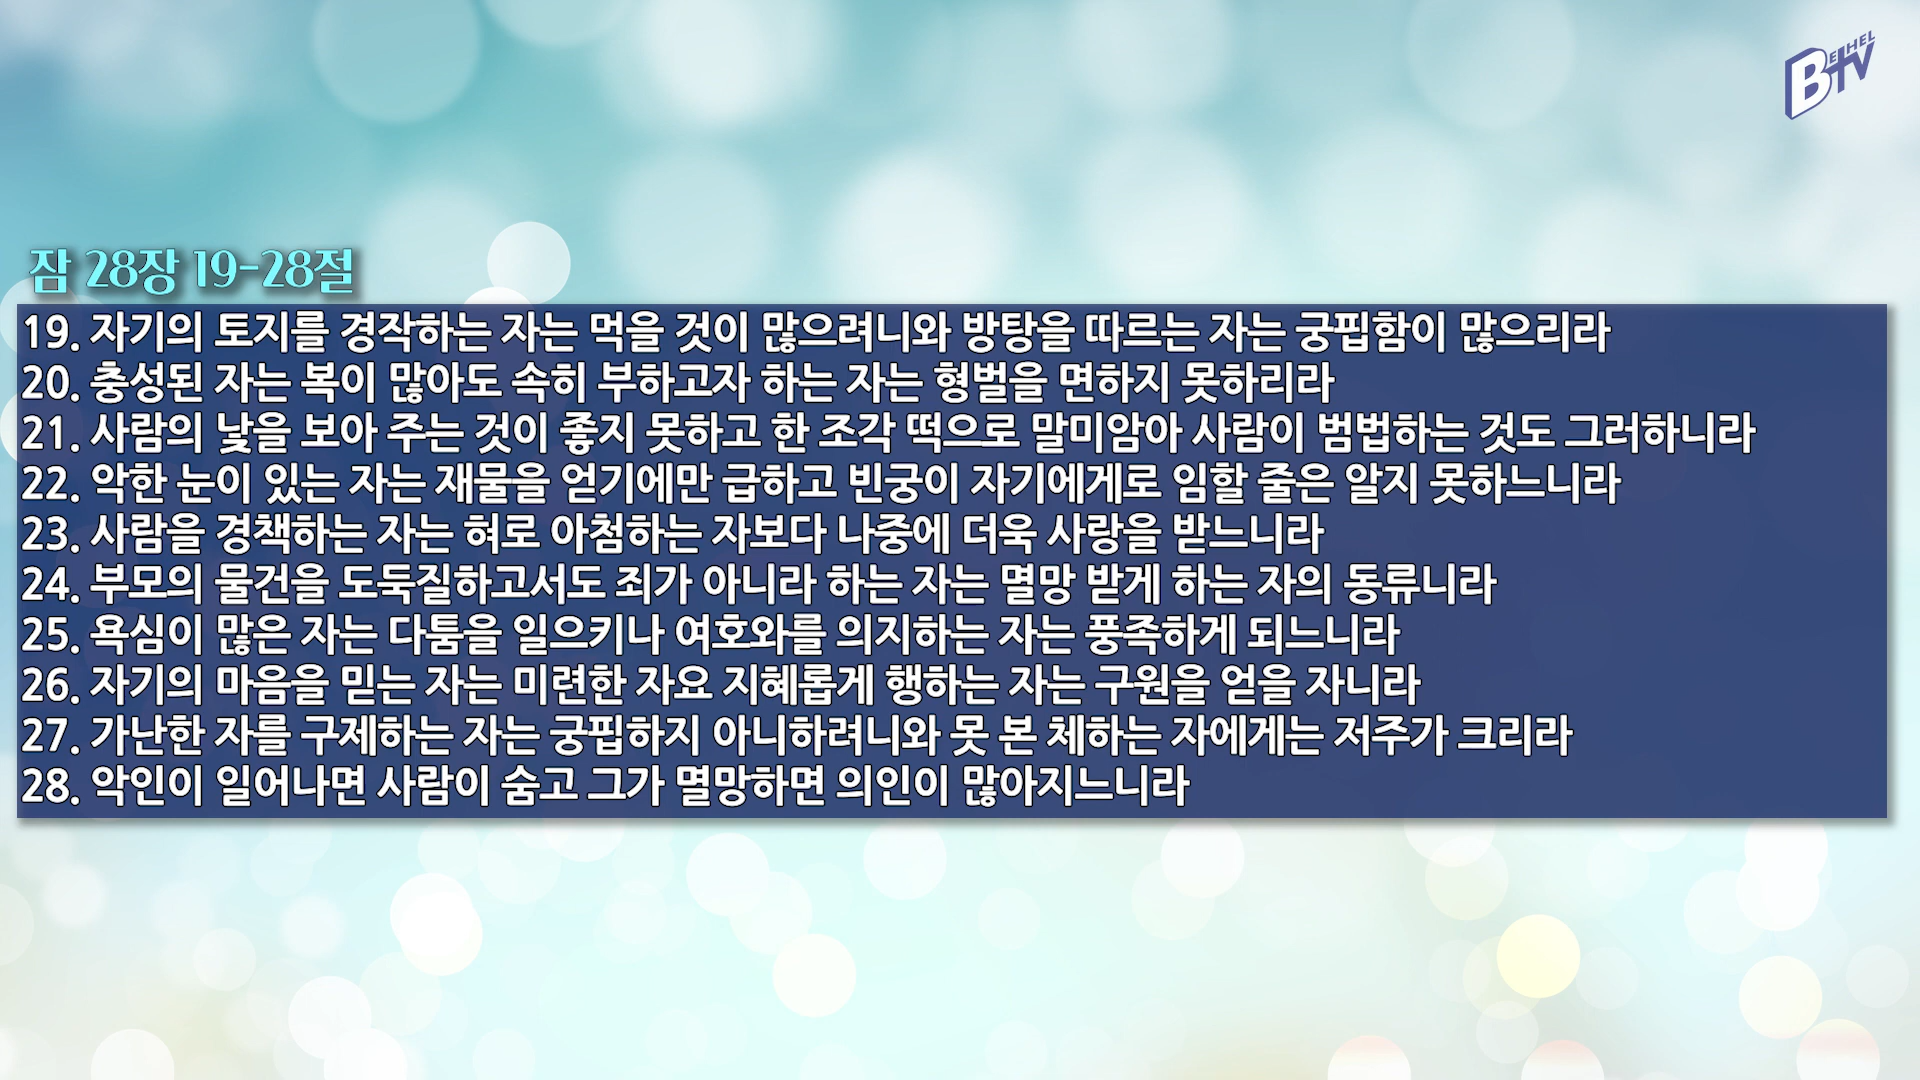 BETHEL TV
잠 28장 19-28절
19. 자기의 토지를 경작하는 자는 먹을 것이 많으려니와 방탕을 따르는 자는 궁핍함이 많으리라
20. 충성된 자는 복이 많아도 속히 부하고자 하는 자는 형벌을 면하지 못하리라
21. 사람의 낯을 보아 주는 것이 좋지 못하고 한 조각 떡으로 말미암아 사람이 범법하는 것도 그러하니라
22. 악한 눈이 있는 자는 재물을 얻기에만 급하고 빈궁이 자기에게로 임할 줄은 알지 못하느니라
23. 사람을 경책하는 자는 혀로 아첨하는 자보다 나중에 더욱 사랑을 받느니라
24. 부모의 물건을 도둑질하고서도 죄가 아니라 하는 자는 멸망 받게 하는 자의 동류니라
25. 욕심이 많은 자는 다툼을 일으키나 여호와를 의지하는 자는 풍족하게 되느니라
26. 자기의 마음을 믿는 자는 미련한 자요 지혜롭게 행하는 자는 구원을 얻을 자니라
27. 가난한 자를 구제하는 자는 궁핍하지 아니하려니와 못 본 체하는 자에게는 저주가 크리라
28. 악인이 일어나면 사람이 숨고 그가 멸망하면 의인이 많아지느니라